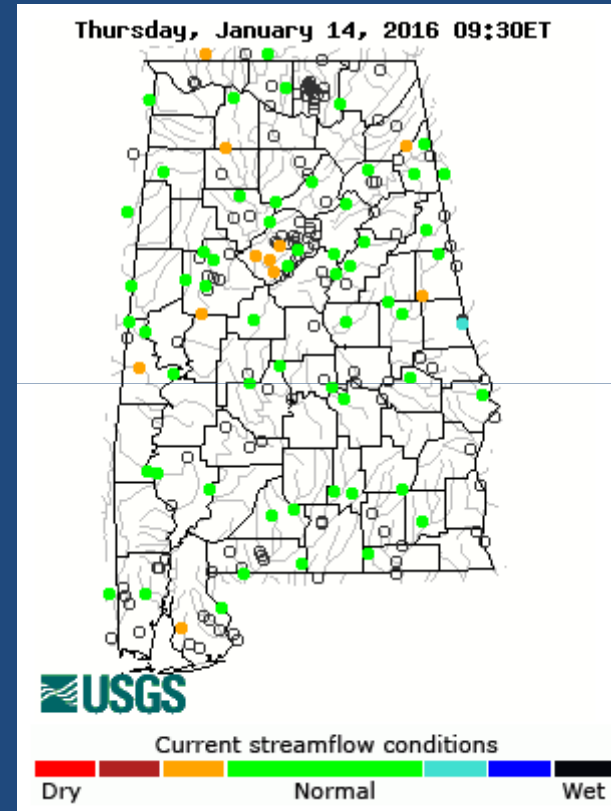 Thursday, January 14, 2016 09:30ET
USGS
Current streamflow conditions
Dry Normal Wet